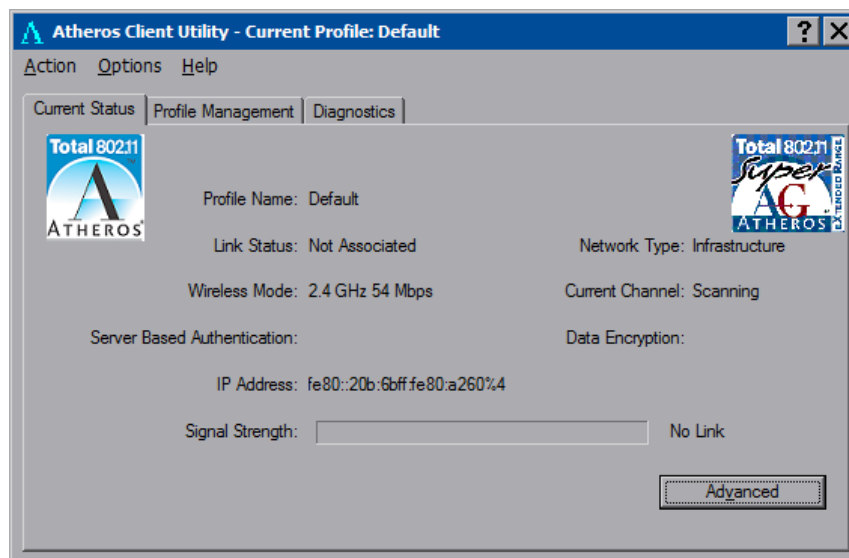 Atheros Client Utility - Current Profile: Default
Action Options Help
Current Status Profile Management Diagnostics
Total 802.11
ATHEROS
Total 802.11
Super
AG
ATHEROS
EXTENDED RANGE
Profile Name: Default
Link Status: Not Associated Network Type: Infrastructure
Wireless Mode: 2.4 GHz 54 Mbps Current Channel: Scanning
Server Based Authentication: Data Encryption:
IP Address: fe80::20b:6bff:fe80:a260%4
Signal Strength: No Link
Advanced